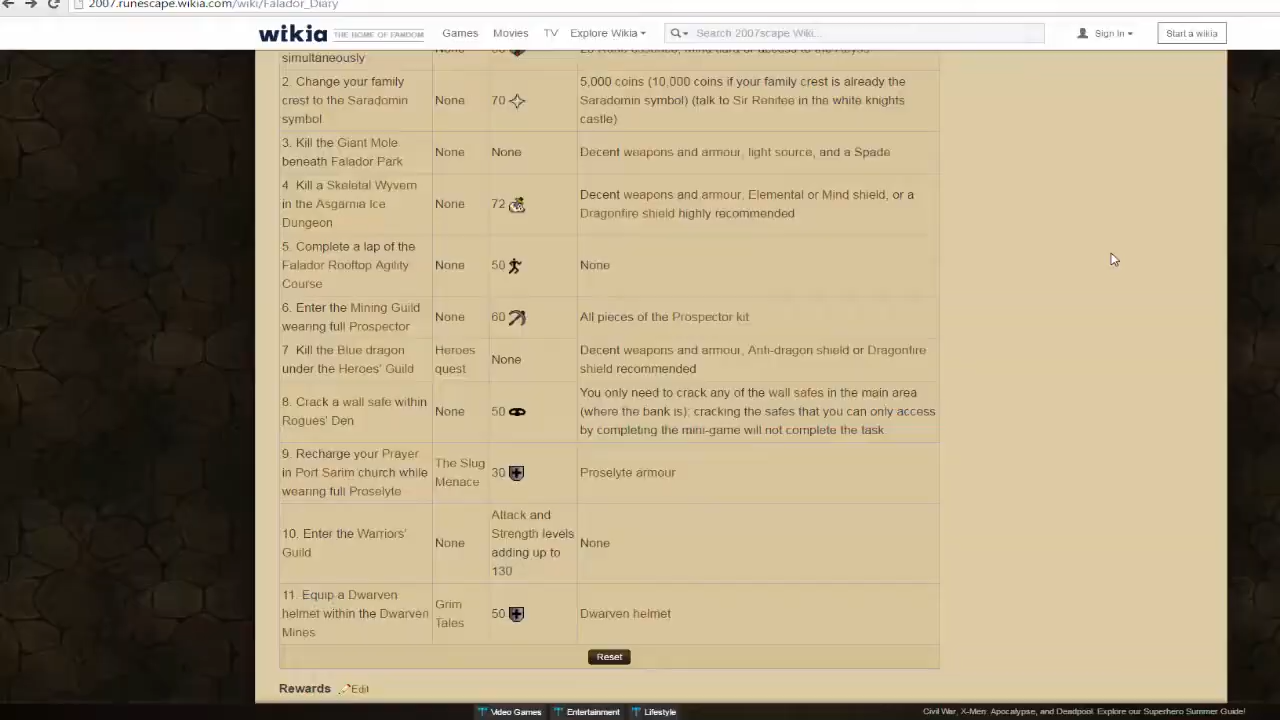 2007.runescape.wikia.com/wiki/Falador_Diary
wikia THE HOME OF FANDOM Games Movies TV Explore Wikia Search 2007scape Wiki... Sign In Start a wikia
simultaneously
2. Change your family crest to the Saradomin symbol
None
70
5,000 coins (10,000 coins if your family crest is already the Saradomin symbol) (talk to Sir Renitee in the white knights castle)
3. Kill the Giant Mole beneath Falador Park
None
None
Decent weapons and armour, light source, and a Spade
4. Kill a Skeletal Wyvern in the Asgarnia Ice Dungeon
None
72
Decent weapons and armour, Elemental or Mind shield, or a Dragonfire shield highly recommended
5. Complete a lap of the Falador Rooftop Agility Course
None
50
None
6. Enter the Mining Guild wearing full Prospector
None
60
All pieces of the Prospector kit
7. Kill the Blue dragon under the Heroes' Guild
Heroes quest
None
Decent weapons and armour, Anti-dragon shield or Dragonfire shield recommended
8. Crack a wall safe within Rogues' Den
None
50
You only need to crack any of the wall safes in the main area (where the bank is); cracking the safes that you can only access by completing the mini-game will not complete the task
9. Recharge your Prayer in Port Sarim church while wearing full Proselyte
The Slug Menace
30
Proselyte armour
10. Enter the Warriors' Guild
None
Attack and Strength levels adding up to 130
None
11. Equip a Dwarven helmet within the Dwarven Mines
Grim Tales
50
Dwarven helmet
Reset
Rewards Edit
Video Games Entertainment Lifestyle
Civil War, X-Men: Apocalypse, and Deadpool. Explore our Superhero Summer Guide!